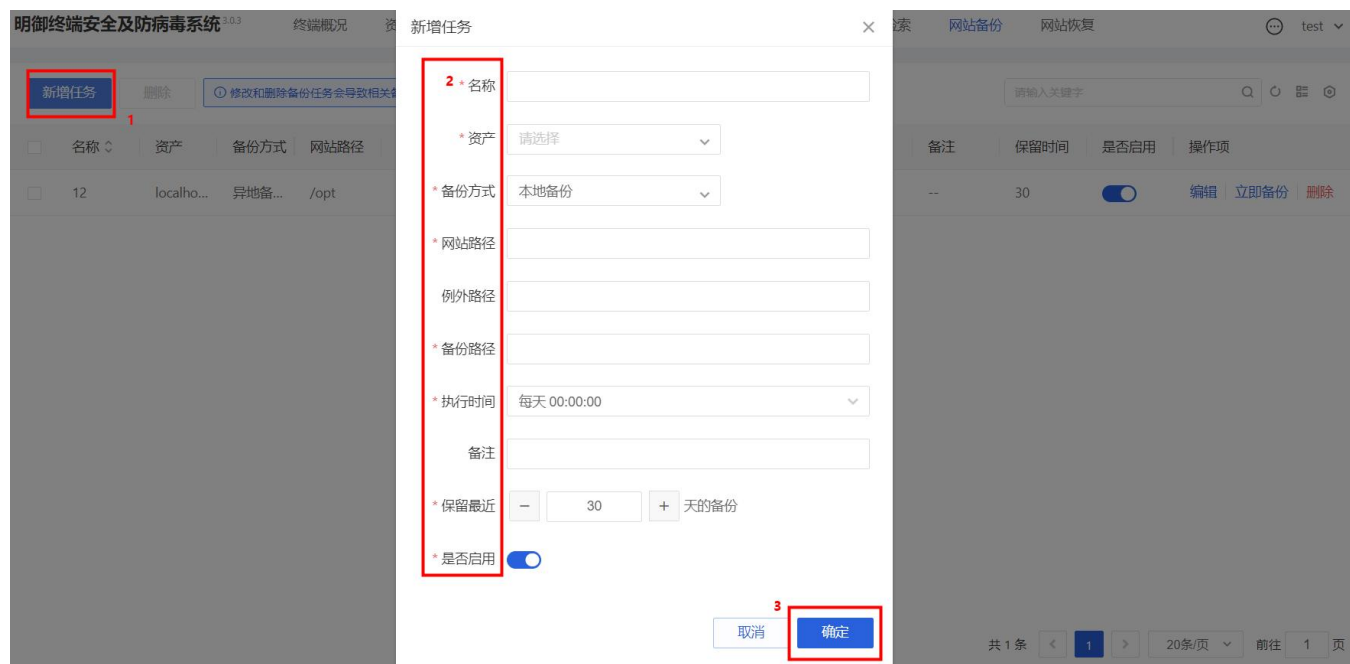 明御终端安全及防病毒系统 3.0.3 终端概况 资 索 网站备份 网站恢复 test
新增任务 ×
新增任务 删除 修改和删除备份任务会导致相关备 请输入关键字
1
名称 资产 备份方式 网站路径 备注 保留时间 是否启用 操作项
12 localho... 异地备... /opt -- 30 编辑 立即备份 删除
2 * 名称
* 资产 请选择
* 备份方式 本地备份
* 网站路径
例外路径
* 备份路径
* 执行时间 每天 00:00:00
备注
* 保留最近 − 30 + 天的备份
* 是否启用
3
取消 确定
共 1 条 < 1 > 20条/页 前往 1 页